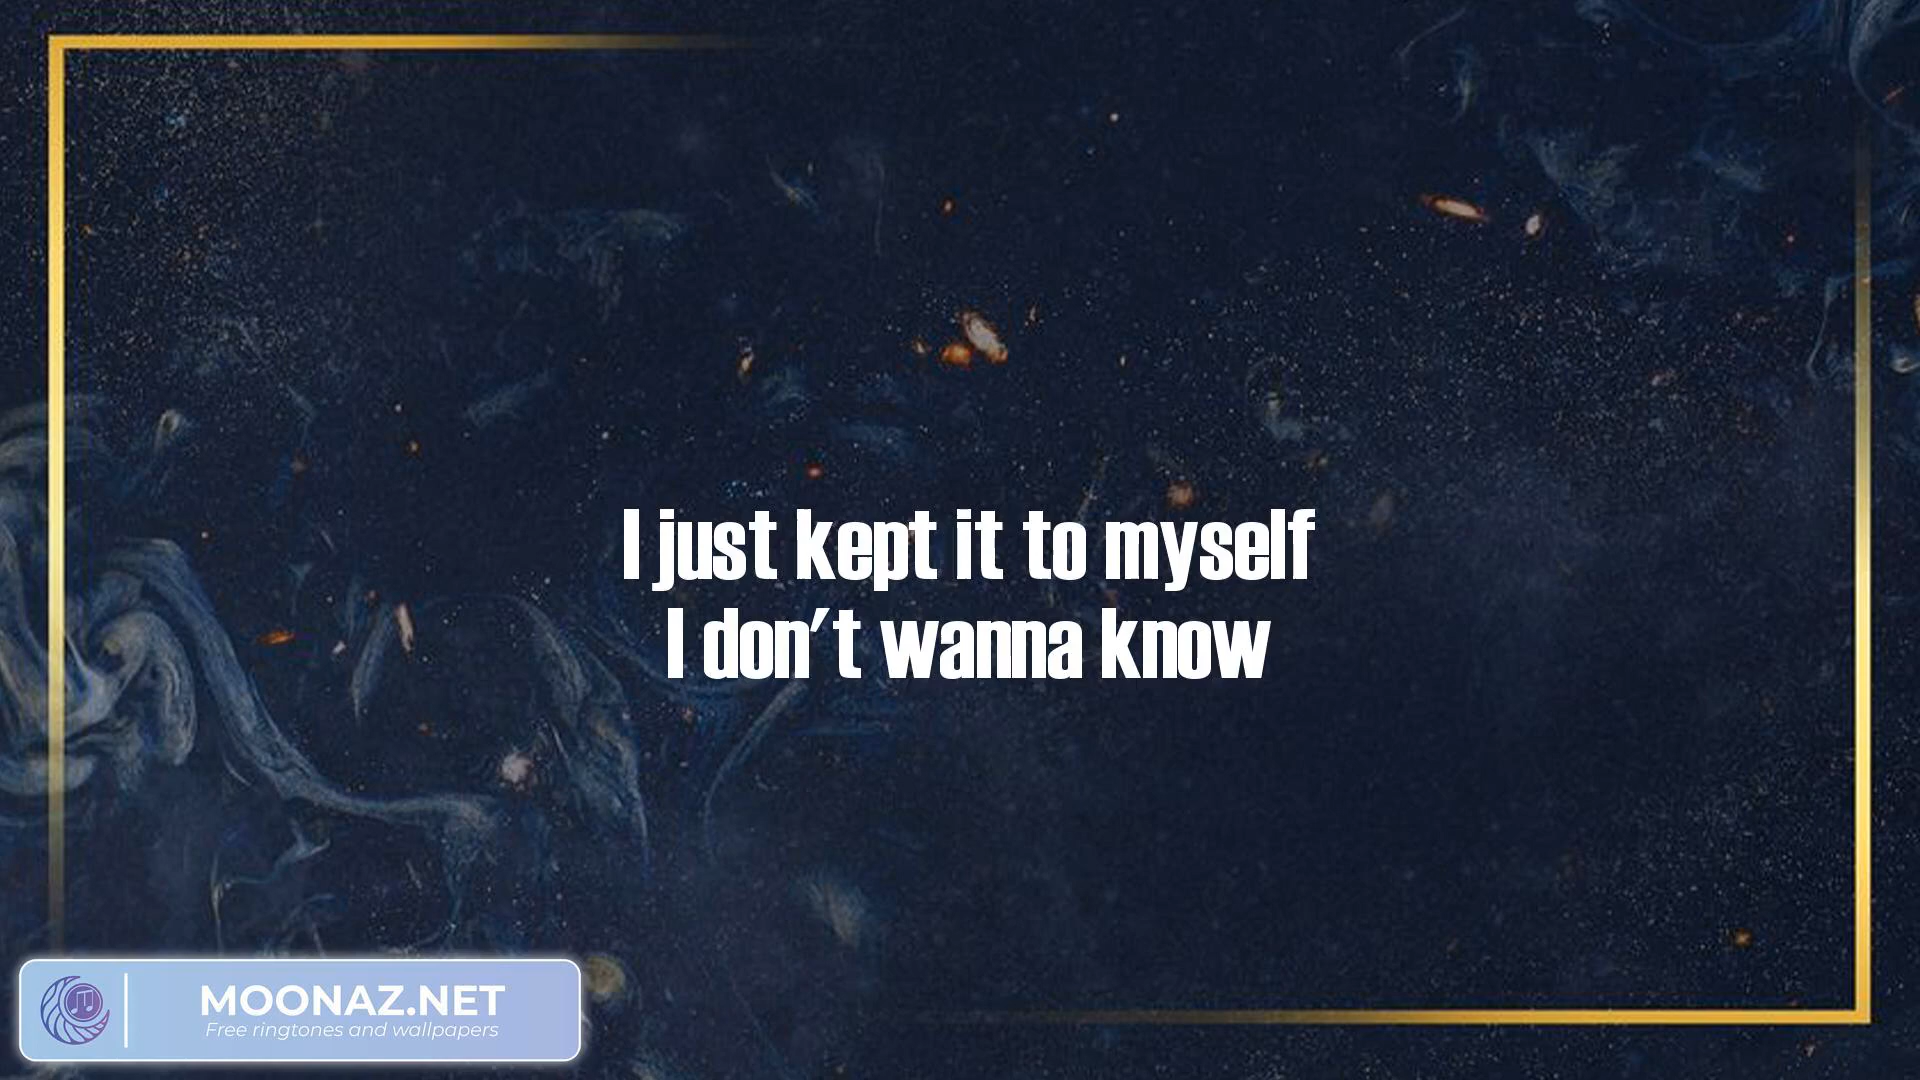 I just kept it to myself
I don't wanna know
MOONAZ.NET
Free ringtones and wallpapers